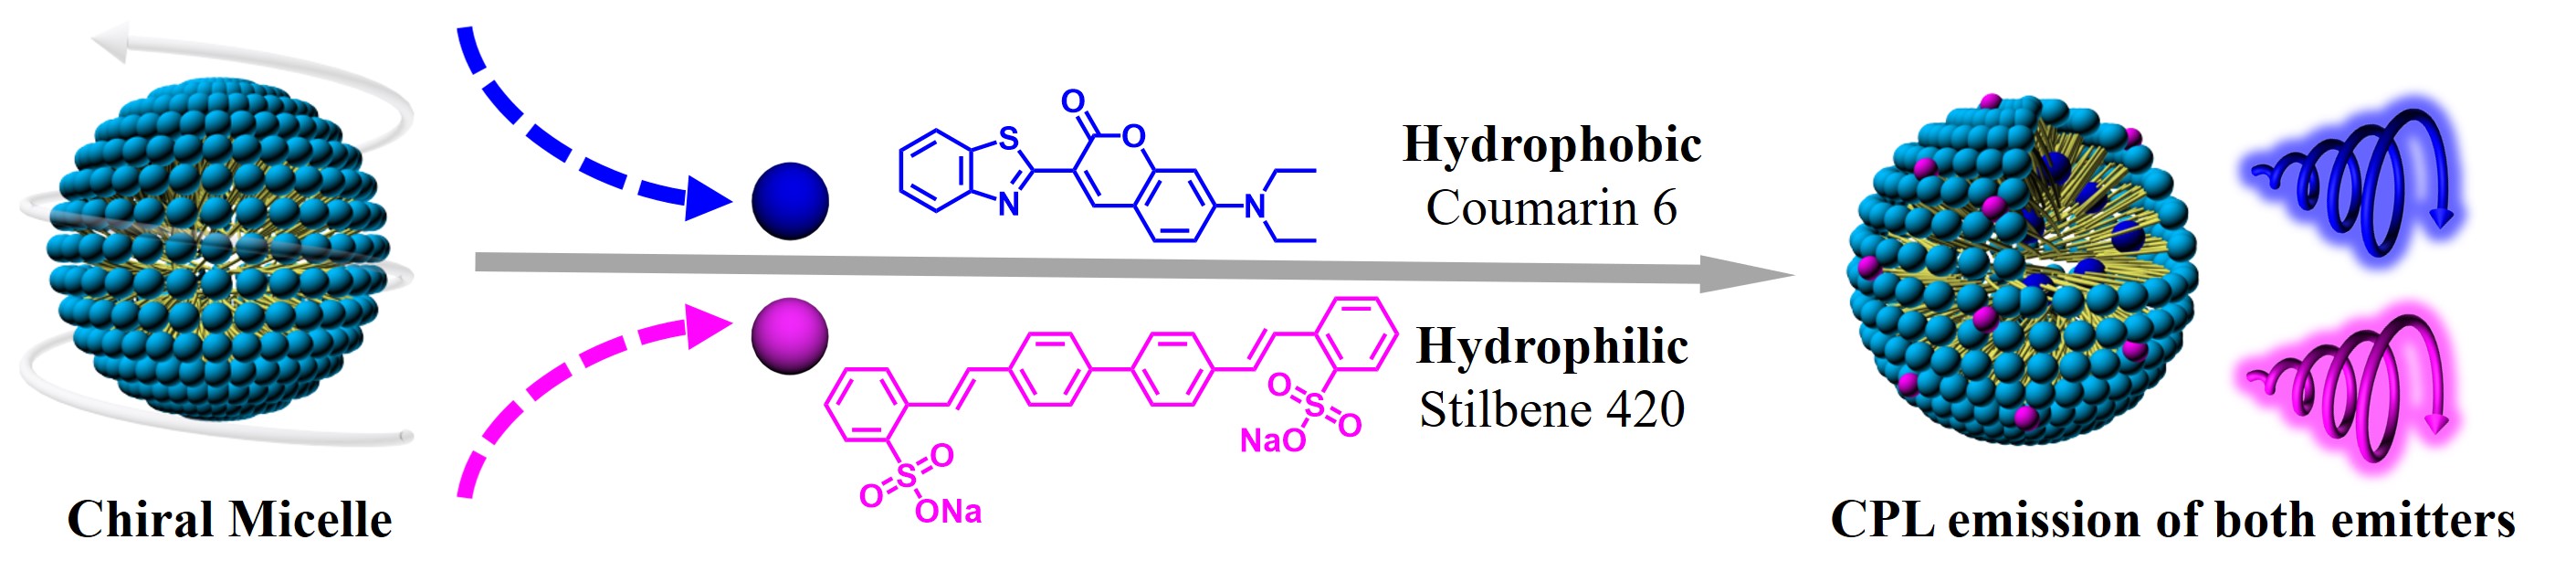 Chiral Micelle
O
O
S
N
N
Hydrophobic
Coumarin 6
Hydrophilic
Stilbene 420
O
S
O
NaO
O
S
O
ONa
CPL emission of both emitters